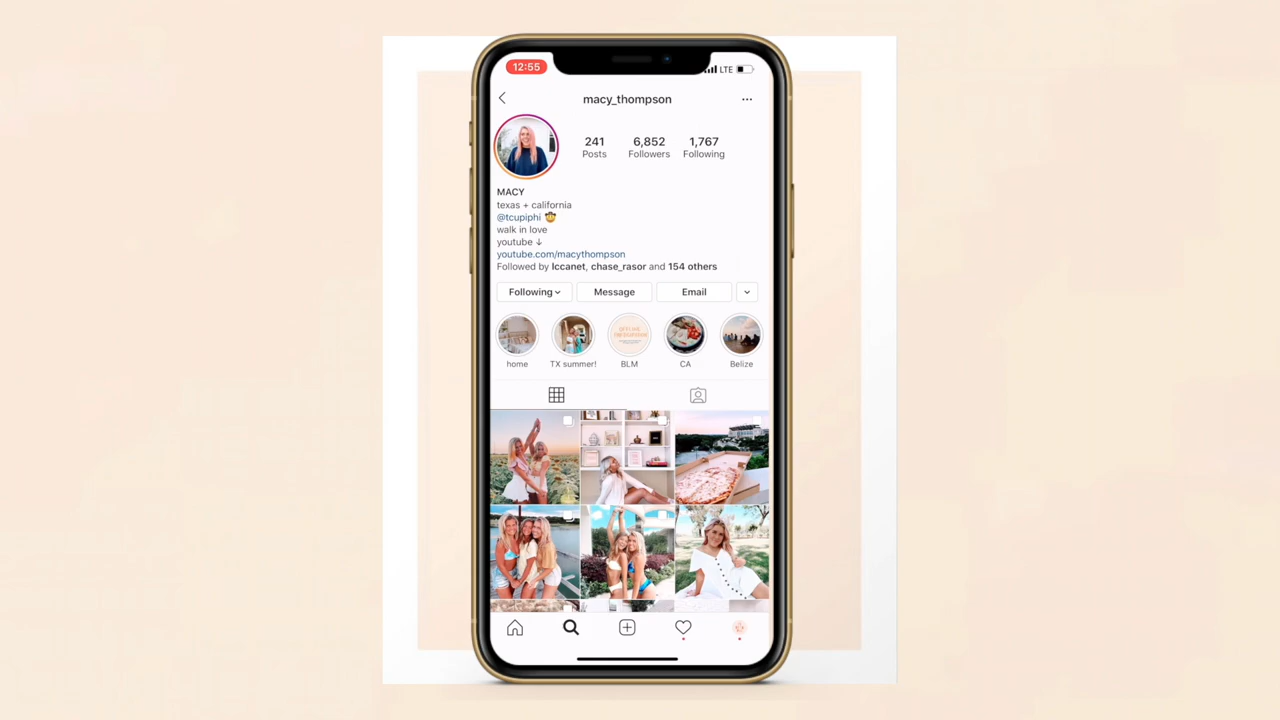 12:55
LTE
macy_thompson
241
Posts
6,852
Followers
1,767
Following
MACY
texas + california
@tcupiphi 🤠
walk in love
youtube ↓
youtube.com/macythompson
Followed by lccanet, chase_rasor and 154 others
Following
Message
Email
home
TX summer!
BLM
CA
Belize